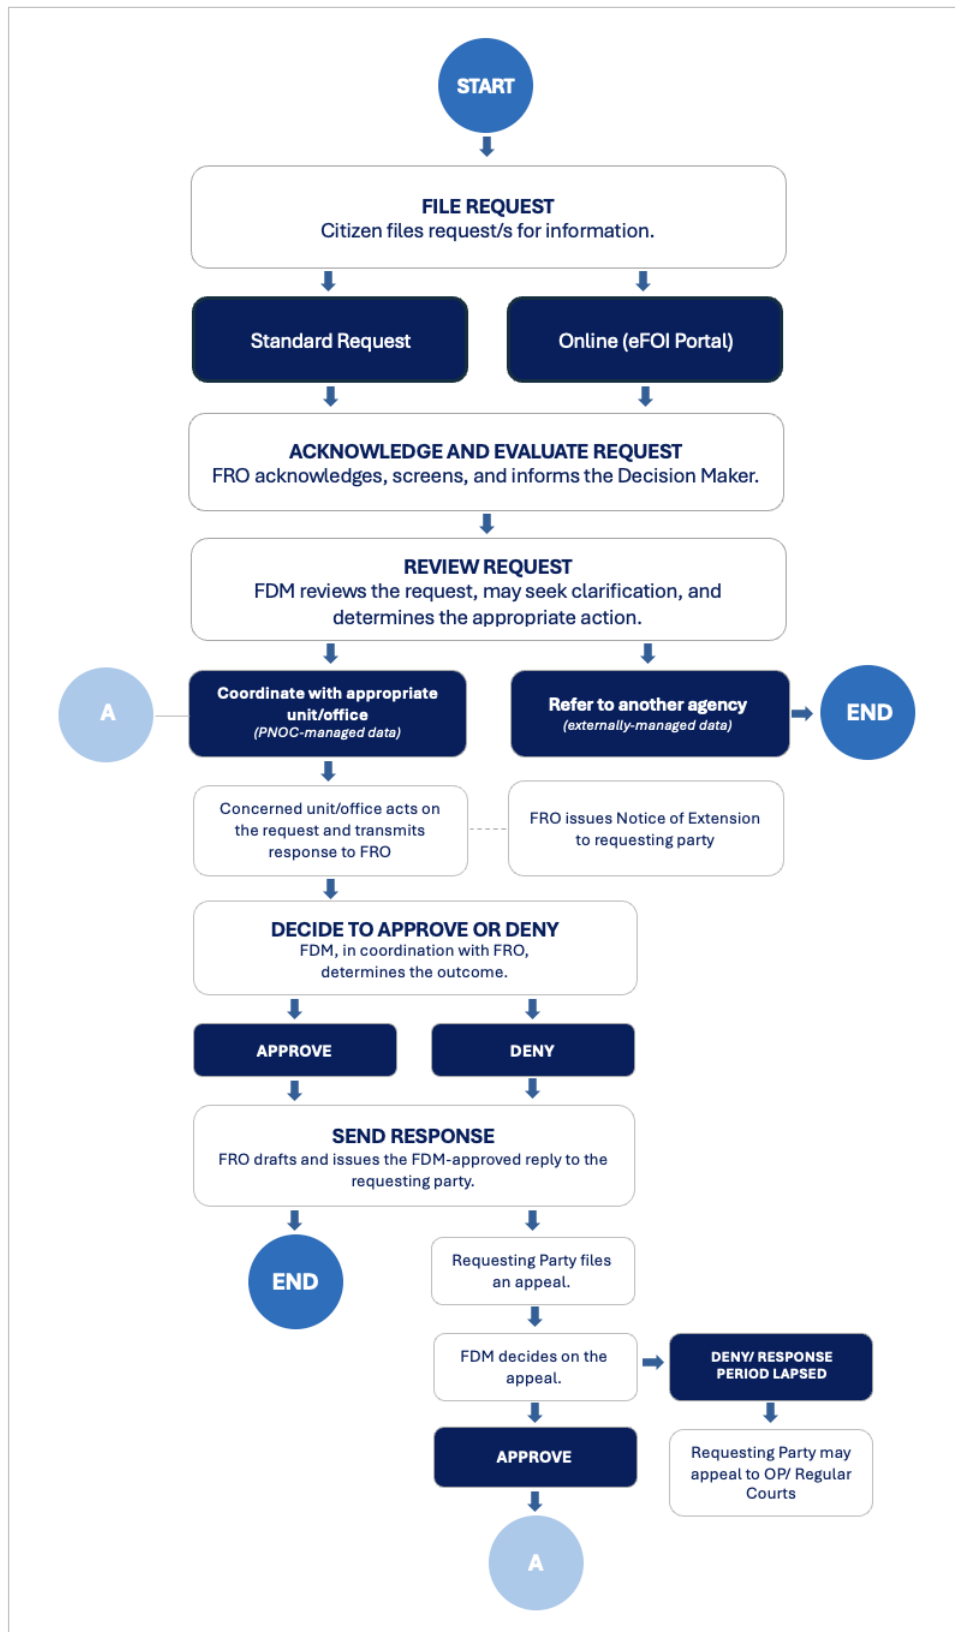 START
FILE REQUEST
Citizen files request/s for information.
Standard Request
Online (eFOI Portal)
ACKNOWLEDGE AND EVALUATE REQUEST
FRO acknowledges, screens, and informs the Decision Maker.
REVIEW REQUEST
FDM reviews the request, may seek clarification, and
determines the appropriate action.
A
Coordinate with appropriate
unit/office
(PNOC-managed data)
Refer to another agency
(externally-managed data)
END
Concerned unit/office acts on
the request and transmits
response to FRO
FRO issues Notice of Extension
to requesting party
DECIDE TO APPROVE OR DENY
FDM, in coordination with FRO,
determines the outcome.
APPROVE
DENY
SEND RESPONSE
FRO drafts and issues the FDM-approved reply to the
requesting party.
END
Requesting Party files
an appeal.
FDM decides on the
appeal.
DENY/ RESPONSE
PERIOD LAPSED
APPROVE
Requesting Party may
appeal to OP/ Regular
Courts
A